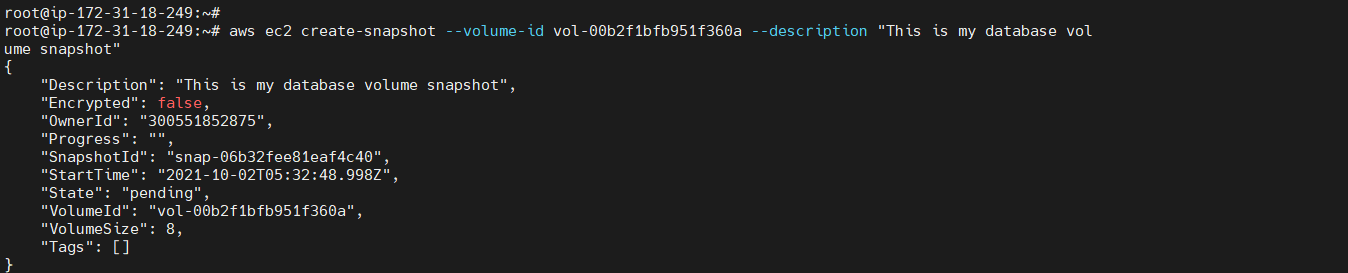 root@ip-172-31-18-249:~#
root@ip-172-31-18-249:~# aws ec2 create-snapshot --volume-id vol-00b2f1bfb951f360a --description "This is my database vol
ume snapshot"
{
    "Description": "This is my database volume snapshot",
    "Encrypted": false,
    "OwnerId": "300551852875",
    "Progress": "",
    "SnapshotId": "snap-06b32fee81eaf4c40",
    "StartTime": "2021-10-02T05:32:48.998Z",
    "State": "pending",
    "VolumeId": "vol-00b2f1bfb951f360a",
    "VolumeSize": 8,
    "Tags": []
}